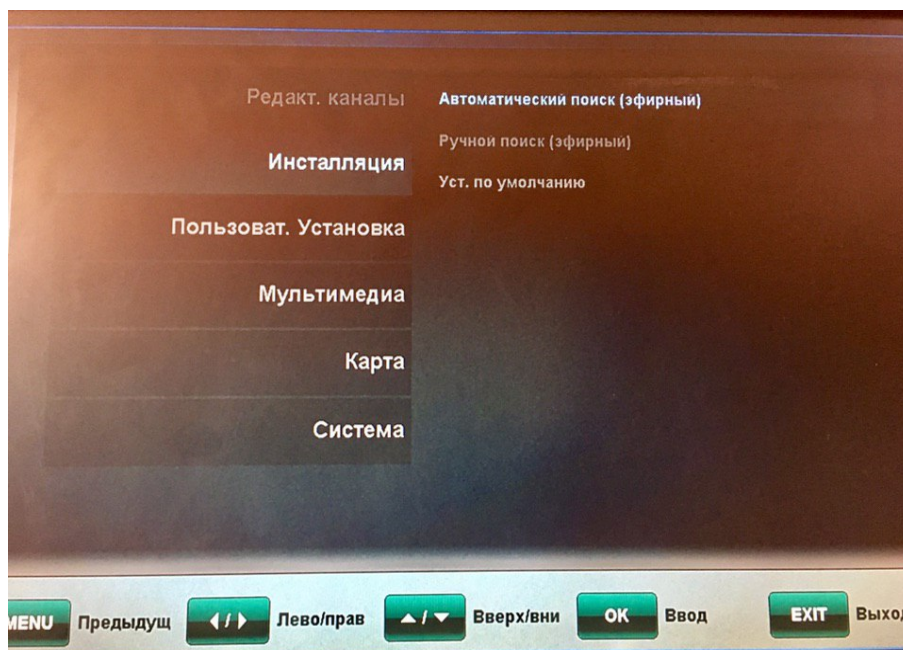 Редакт. каналы
Автоматический поиск (эфирный)
Ручной поиск (эфирный)
Инсталляция
Уст. по умолчанию
Пользоват. Установка
Мультимедиа
Карта
Система
MENU Предыдущ ◄/► Лево/прав ▲/▼ Вверх/вни OK Ввод EXIT Выхо